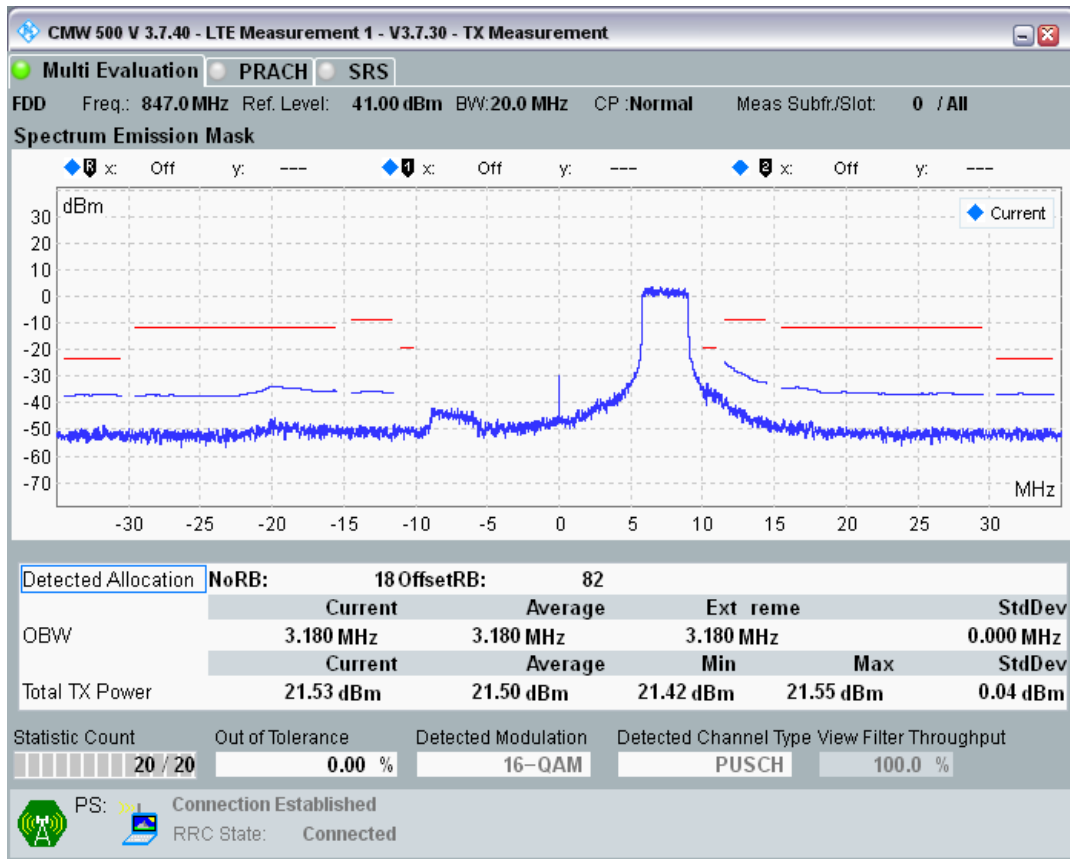 CMW 500 V 3.7.40 - LTE Measurement 1 - V3.7.30 - TX Measurement
Multi Evaluation PRACH SRS
FDD Freq.: 847.0 MHz Ref. Level: 41.00 dBm BW:20.0 MHz CP :Normal Meas Subfr./Slot: 0 / All
Spectrum Emission Mask
R x: Off y: --- 1 x: Off y: --- 2 x: Off y: ---
dBm
Current
30
20
10
0
-10
-20
-30
-40
-50
-60
-70
MHz
-30 -25 -20 -15 -10 -5 0 5 10 15 20 25 30
Detected Allocation NoRB: 18 OffsetRB: 82
Current Average Ext reme StdDev
OBW 3.180 MHz 3.180 MHz 3.180 MHz 0.000 MHz
Current Average Min Max StdDev
Total TX Power 21.53 dBm 21.50 dBm 21.42 dBm 21.55 dBm 0.04 dBm
Statistic Count Out of Tolerance Detected Modulation Detected Channel Type View Filter Throughput
20 / 20 0.00 % 16-QAM PUSCH 100.0 %
PS: Connection Established
RRC State: Connected